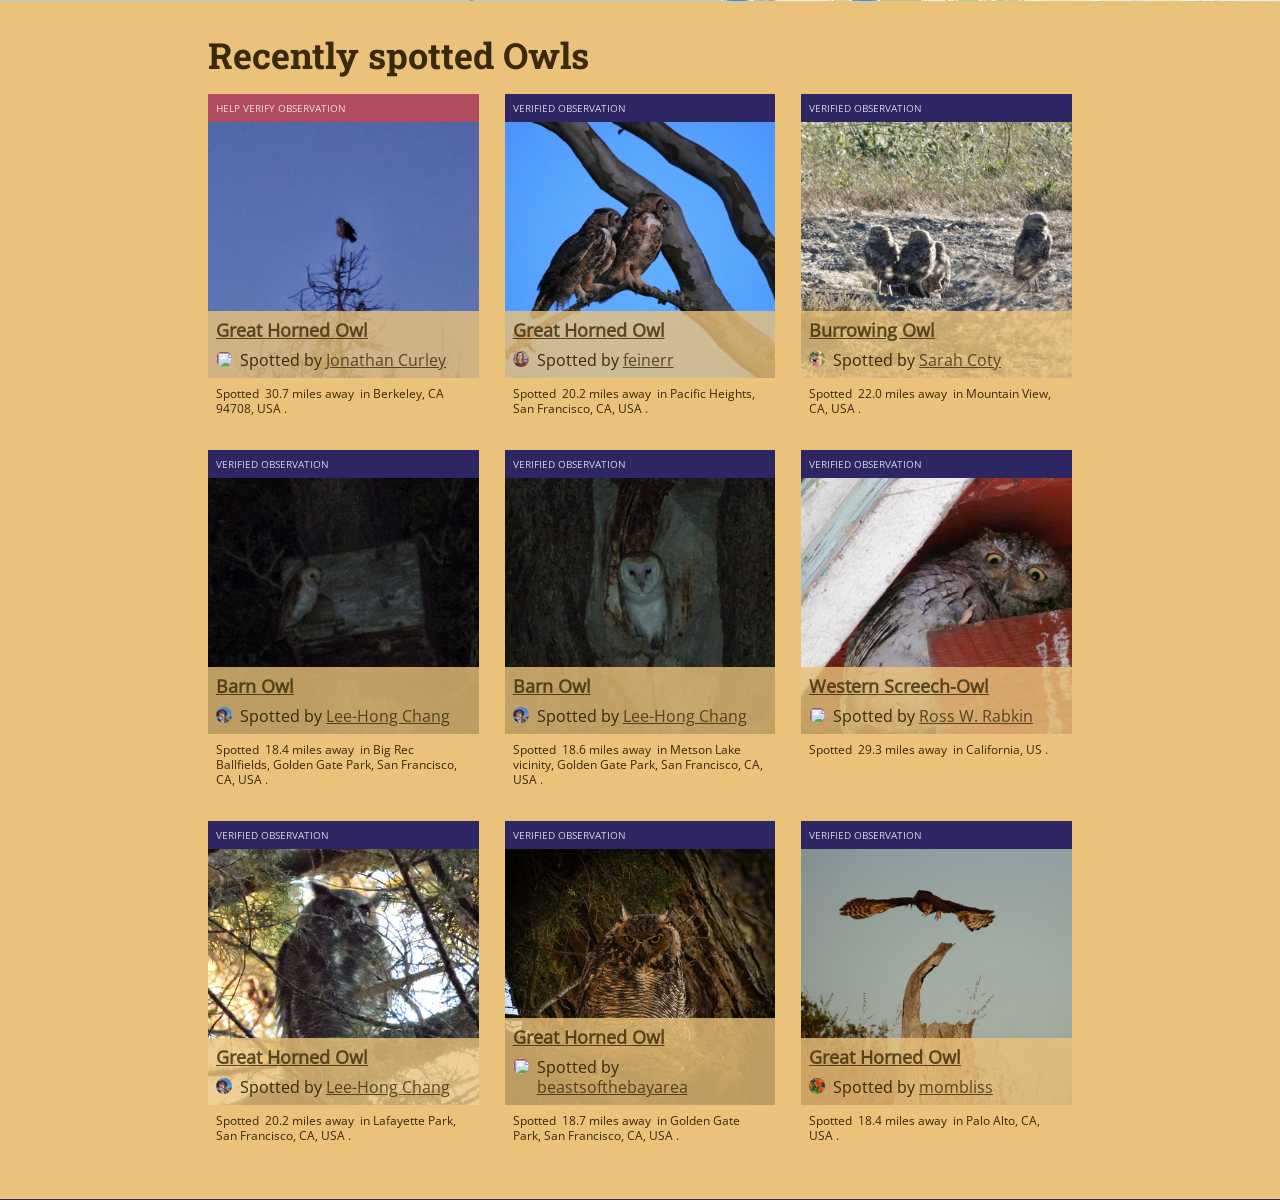 Recently spotted Owls
HELP VERIFY OBSERVATION
Great Horned Owl
Spotted by Jonathan Curley
Spotted 30.7 miles away in Berkeley, CA
94708, USA .
VERIFIED OBSERVATION
Great Horned Owl
Spotted by feinerr
Spotted 20.2 miles away in Pacific Heights,
San Francisco, CA, USA .
VERIFIED OBSERVATION
Burrowing Owl
Spotted by Sarah Coty
Spotted 22.0 miles away in Mountain View,
CA, USA .
VERIFIED OBSERVATION
Barn Owl
Spotted by Lee-Hong Chang
Spotted 18.4 miles away in Big Rec
Ballfields, Golden Gate Park, San Francisco,
CA, USA .
VERIFIED OBSERVATION
Barn Owl
Spotted by Lee-Hong Chang
Spotted 18.6 miles away in Metson Lake
vicinity, Golden Gate Park, San Francisco, CA,
USA .
VERIFIED OBSERVATION
Western Screech-Owl
Spotted by Ross W. Rabkin
Spotted 29.3 miles away in California, US .
VERIFIED OBSERVATION
Great Horned Owl
Spotted by Lee-Hong Chang
Spotted 20.2 miles away in Lafayette Park,
San Francisco, CA, USA .
VERIFIED OBSERVATION
Great Horned Owl
Spotted by
beastsofthebayarea
Spotted 18.7 miles away in Golden Gate
Park, San Francisco, CA, USA .
VERIFIED OBSERVATION
Great Horned Owl
Spotted by mombliss
Spotted 18.4 miles away in Palo Alto, CA,
USA .